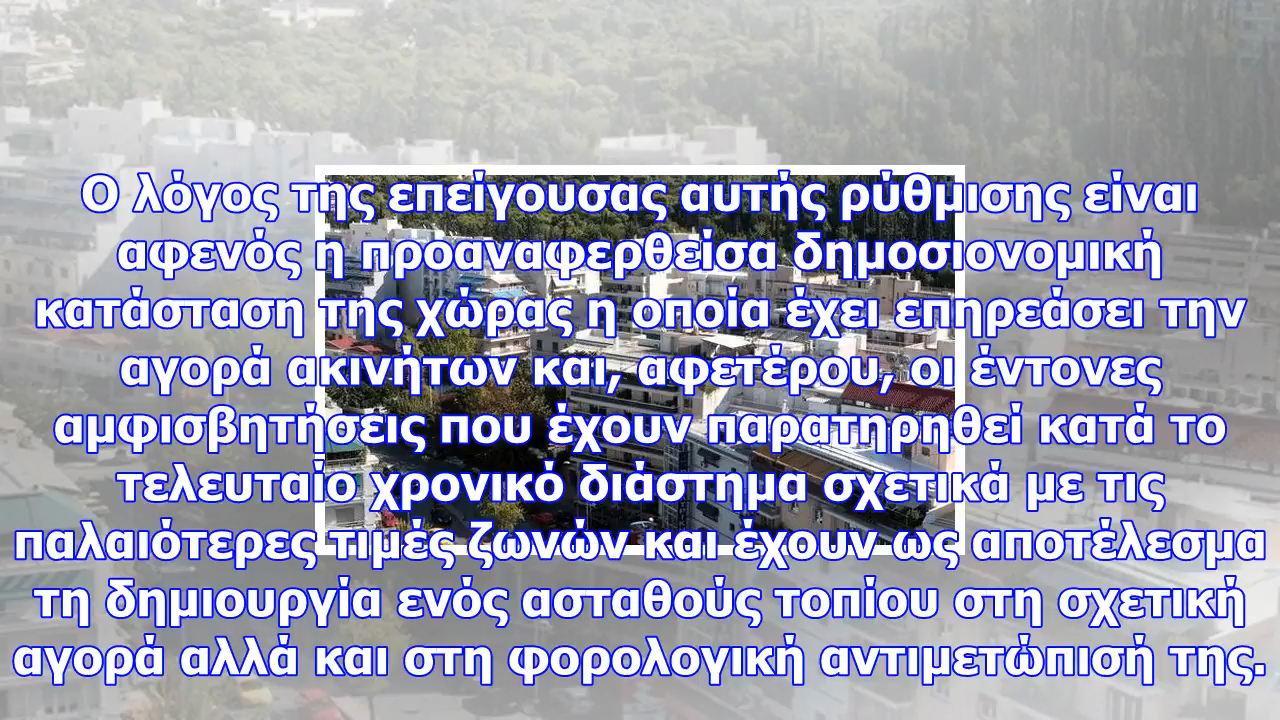 Ο λόγος της επείγουσας αυτής ρύθμισης είναι
αφενός η προαναφερθείσα δημοσιονομική
κατάσταση της χώρας η οποία έχει επηρεάσει την
αγορά ακινήτων και, αφετέρου, οι έντονες
αμφισβητήσεις που έχουν παρατηρηθεί κατά το
τελευταίο χρονικό διάστημα σχετικά με τις
παλαιότερες τιμές ζωνών και έχουν ως αποτέλεσμα
τη δημιουργία ενός ασταθούς τοπίου στη σχετική
αγορά αλλά και στη φορολογική αντιμετώπισή της.